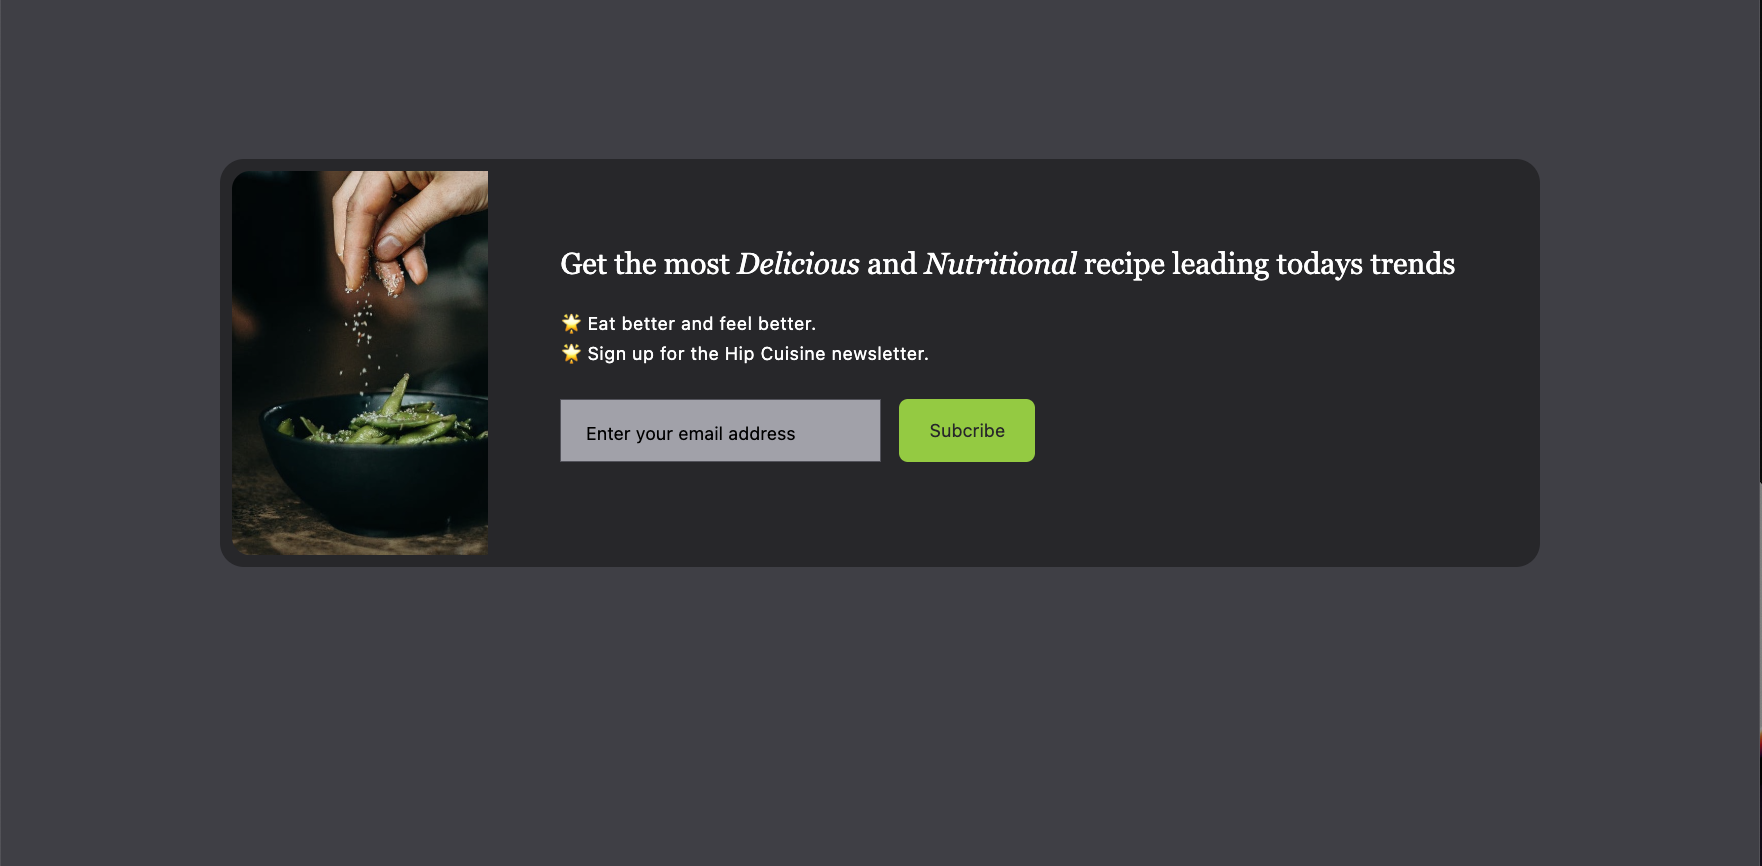 Get the most Delicious and Nutritional recipe leading todays trends
🌟 Eat better and feel better.
🌟 Sign up for the Hip Cuisine newsletter.
Enter your email address
Subcribe